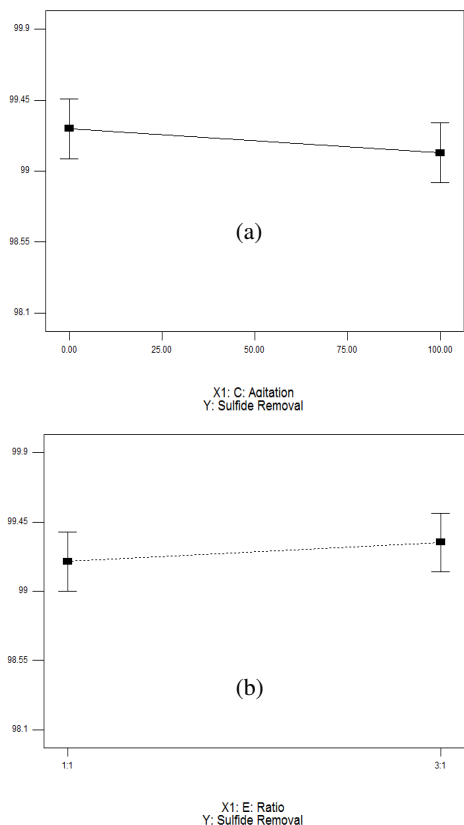 99.9
99.45
99
98.55
98.1
(a)
0.00 25.00 50.00 75.00 100.00
X1: C: Agitation
Y: Sulfide Removal
99.9
99.45
99
98.55
98.1
(b)
1:1 3:1
X1: E: Ratio
Y: Sulfide Removal